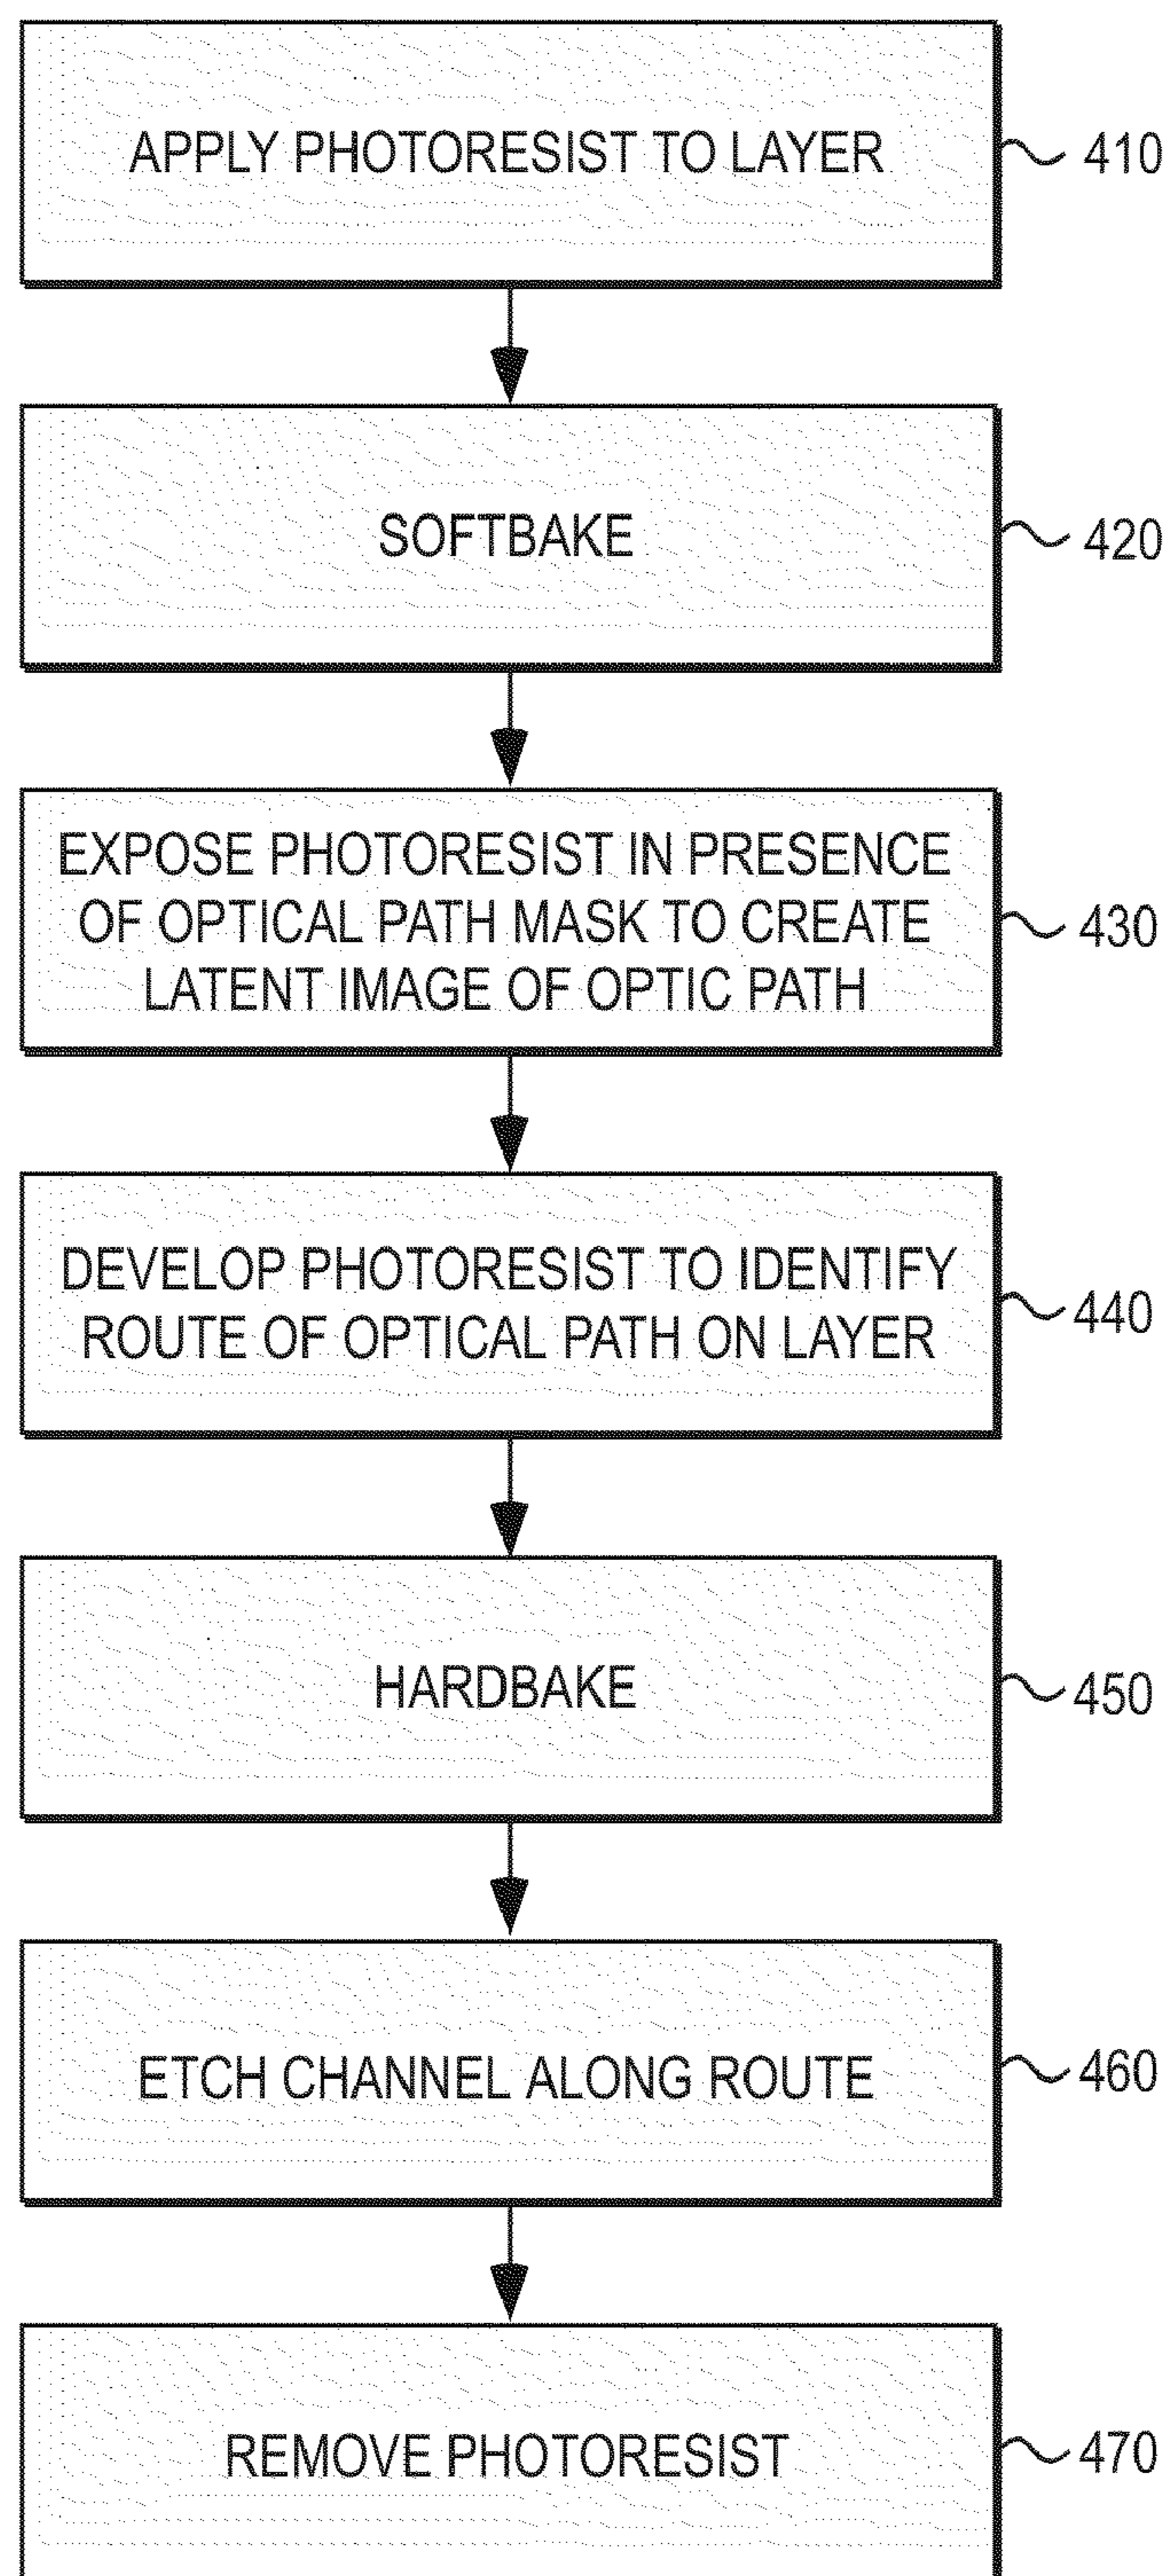 APPLY PHOTORESIST TO LAYER
410
SOFTBAKE
420
EXPOSE PHOTORESIST IN PRESENCE
OF OPTICAL PATH MASK TO CREATE
LATENT IMAGE OF OPTIC PATH
430
DEVELOP PHOTORESIST TO IDENTIFY
ROUTE OF OPTICAL PATH ON LAYER
440
HARDBAKE
450
ETCH CHANNEL ALONG ROUTE
460
REMOVE PHOTORESIST
470